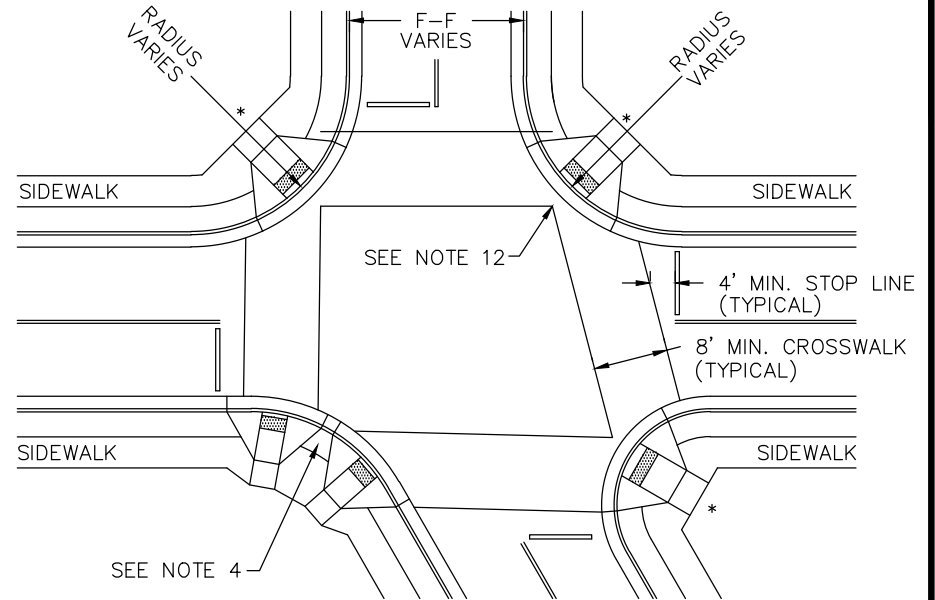 RADIUS
VARIES
F–F
VARIES
RADIUS
VARIES
*
*
SIDEWALK
SIDEWALK
SEE NOTE 12
4' MIN. STOP LINE
(TYPICAL)
8' MIN. CROSSWALK
(TYPICAL)
SIDEWALK
SIDEWALK
*
SEE NOTE 4